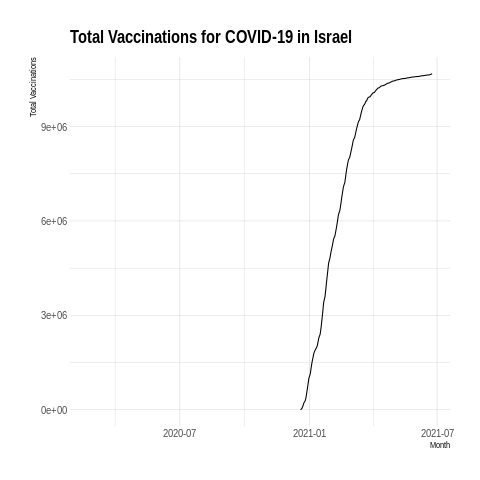 Total Vaccinations for COVID-19 in Israel
Total Vaccinations
9e+06
6e+06
3e+06
0e+00
2020-07
2021-01
2021-07
Month